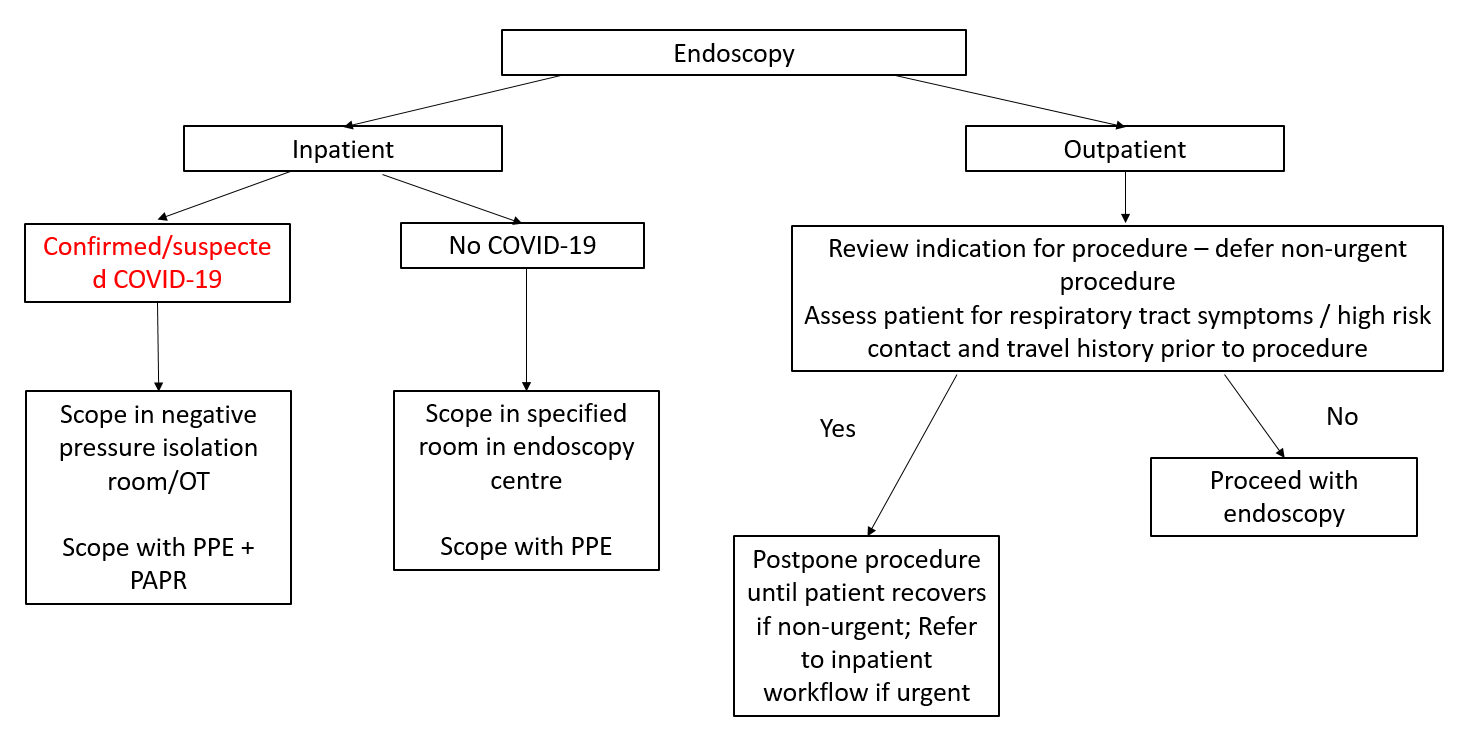 Endoscopy
Inpatient
Outpatient
Confirmed/suspecte
d COVID-19
No COVID-19
Review indication for procedure – defer non-urgent
procedure
Assess patient for respiratory tract symptoms / high risk
contact and travel history prior to procedure
Scope in negative
pressure isolation
room/OT
Scope with PPE +
PAPR
Scope in specified
room in endoscopy
centre
Scope with PPE
Yes
No
Proceed with
endoscopy
Postpone procedure
until patient recovers
if non-urgent; Refer
to inpatient
workflow if urgent